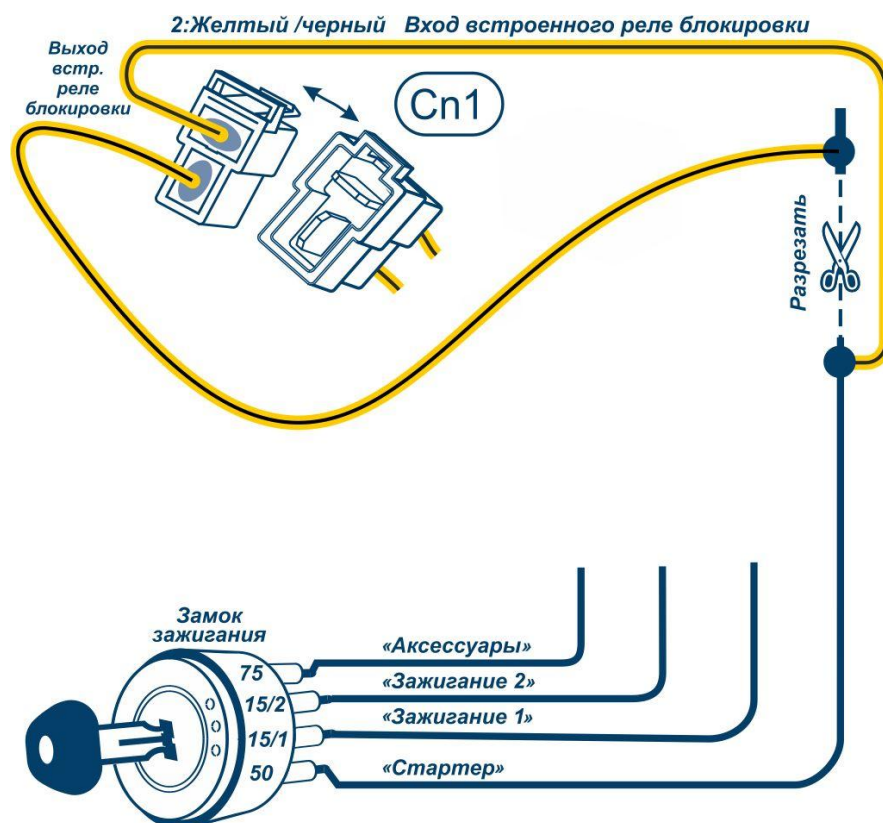 2:Желтый /черный Вход встроенного реле блокировки
Выход
встр.
реле
блокировки
Cn1
Разрезать
Замок
зажигания
75
«Аксессуары»
15/2
«Зажигание 2»
15/1
«Зажигание 1»
50
«Стартер»